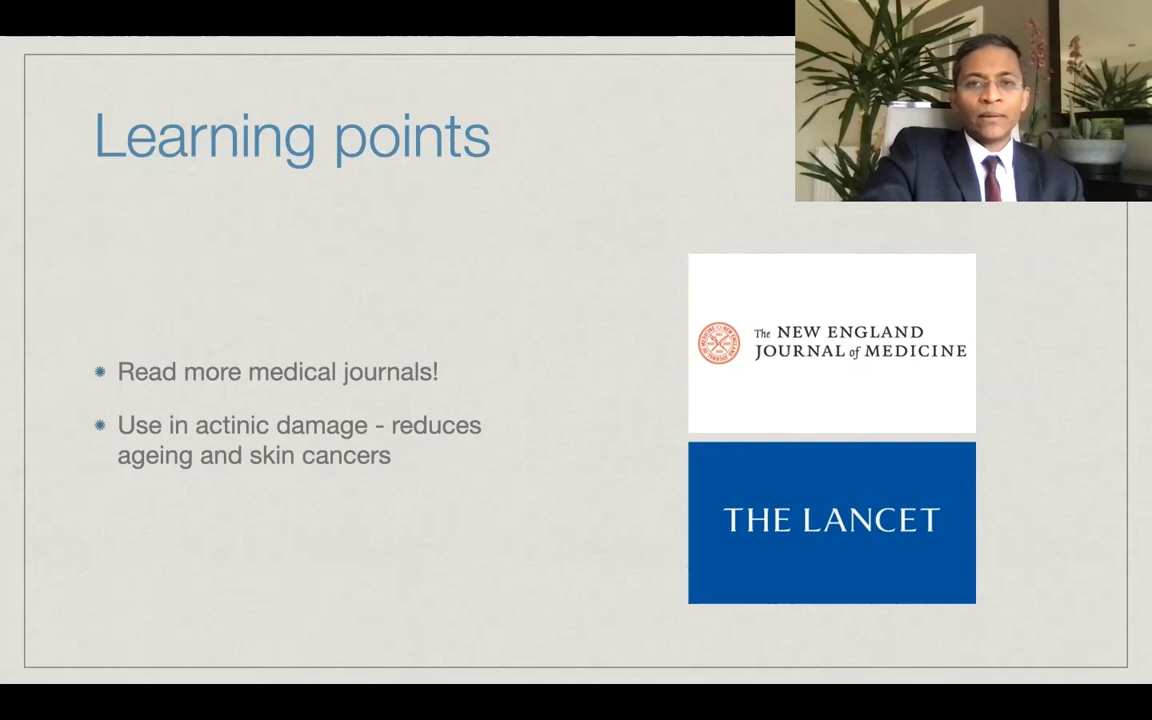 Learning points
Read more medical journals!
Use in actinic damage - reduces
ageing and skin cancers
The NEW ENGLAND
JOURNAL of MEDICINE
THE LANCET